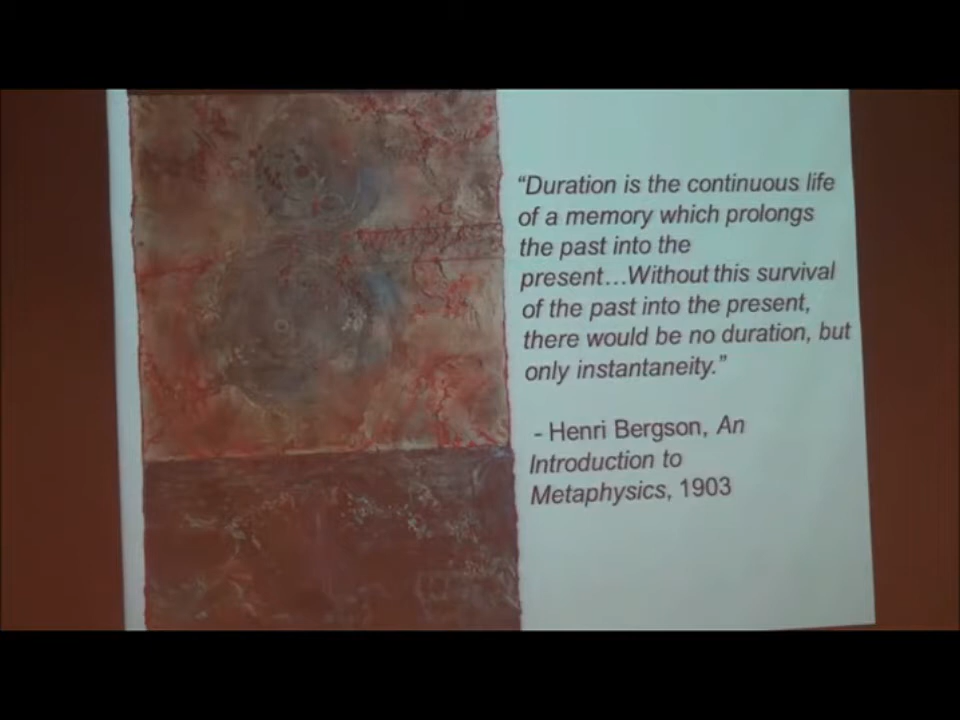 “Duration is the continuous life
of a memory which prolongs
the past into the
present…Without this survival
of the past into the present,
there would be no duration, but
only instantaneity.”
- Henri Bergson, An
Introduction to
Metaphysics, 1903